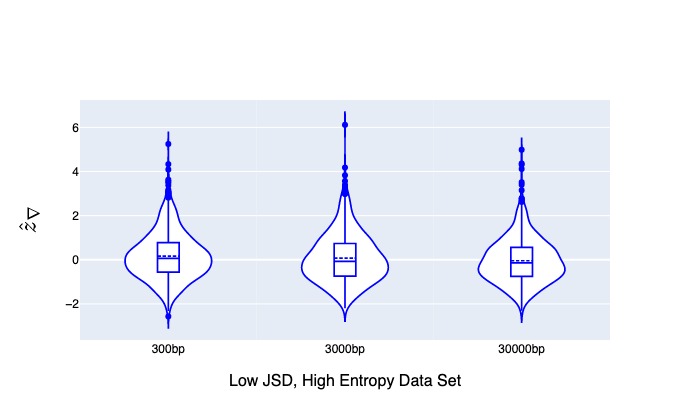 6
4
2
0
−2
ẑ∇
300bp
3000bp
30000bp
Low JSD, High Entropy Data Set